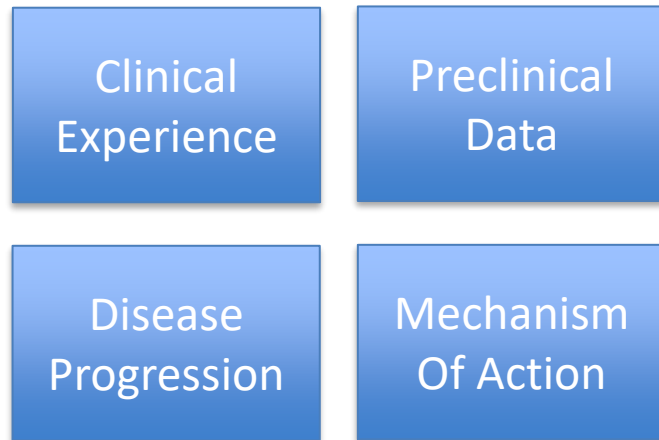 Clinical
Experience
Preclinical
Data
Disease
Progression
Mechanism
Of Action